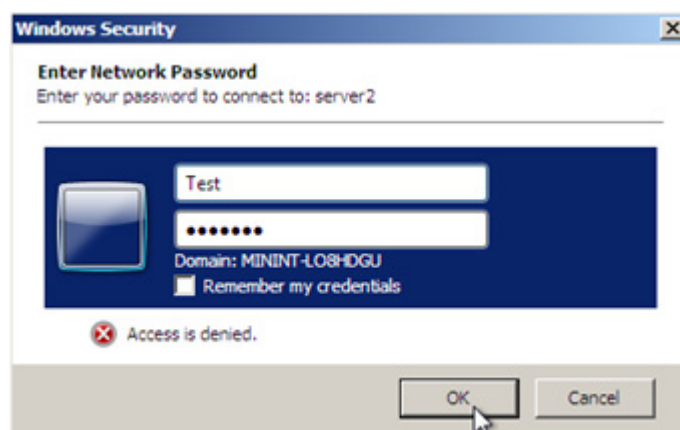 Windows Security
Enter Network Password
Enter your password to connect to: server2
Test
•••••••
Domain: MININT-LO8HDGU
Remember my credentials
Access is denied.
OK
Cancel